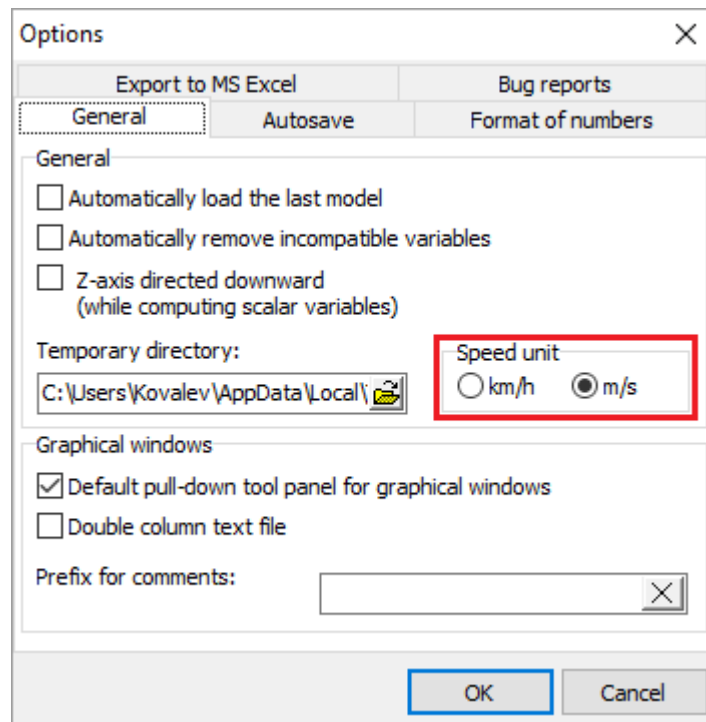 Options
Export to MS Excel
Bug reports
General
Autosave
Format of numbers
General
Automatically load the last model
Automatically remove incompatible variables
Z-axis directed downward
(while computing scalar variables)
Temporary directory:
C:\Users\Kovalev\AppData\Local\
Speed unit
km/h
m/s
Graphical windows
Default pull-down tool panel for graphical windows
Double column text file
Prefix for comments:
OK
Cancel